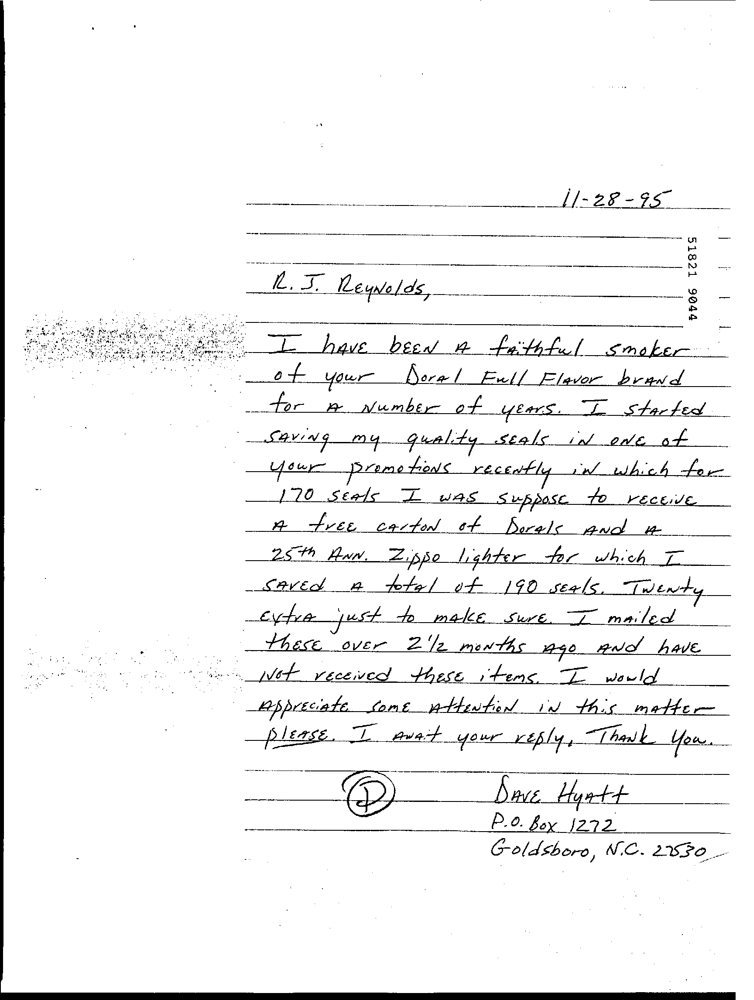 11-28-95
51821 9044
R. J. Reynolds,
I have been a faithful smoker
of your Doral Full Flavor brand
for a number of years. I started
saving my quality seals in one of
your promotions recently in which for
170 seals I was suppose to receive
a free carton of Dorals and a
25th Ann. Zippo lighter for which I
saved a total of 190 seals. Twenty
extra just to make sure. I mailed
these over 2 1/2 months ago and have
not received these items. I would
appreciate some attention in this matter
please. I await your reply, Thank You.
D
Dave Hyatt
P.O. Box 1272
Goldsboro, N.C. 27530